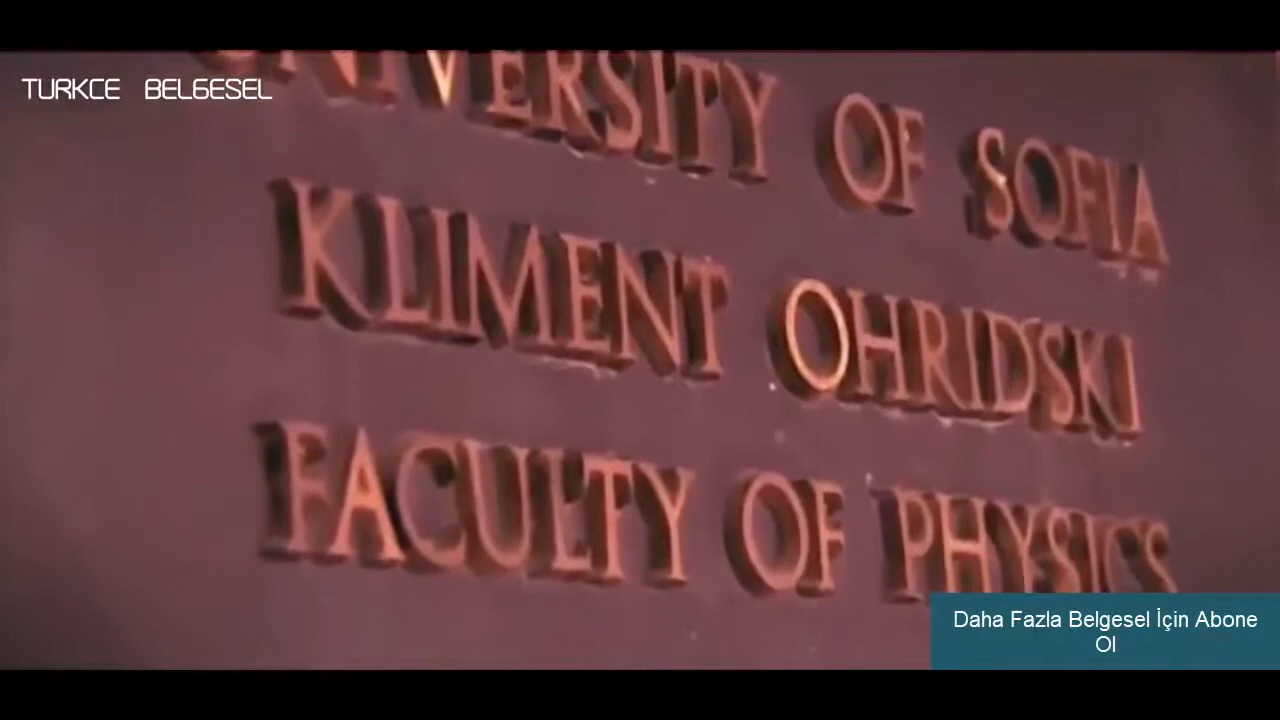 TURKCE BELGESEL
UNIVERSITY OF SOFIA
KLIMENT OHRIDSKI
FACULTY OF PHYSICS
Daha Fazla Belgesel İçin Abone
Ol